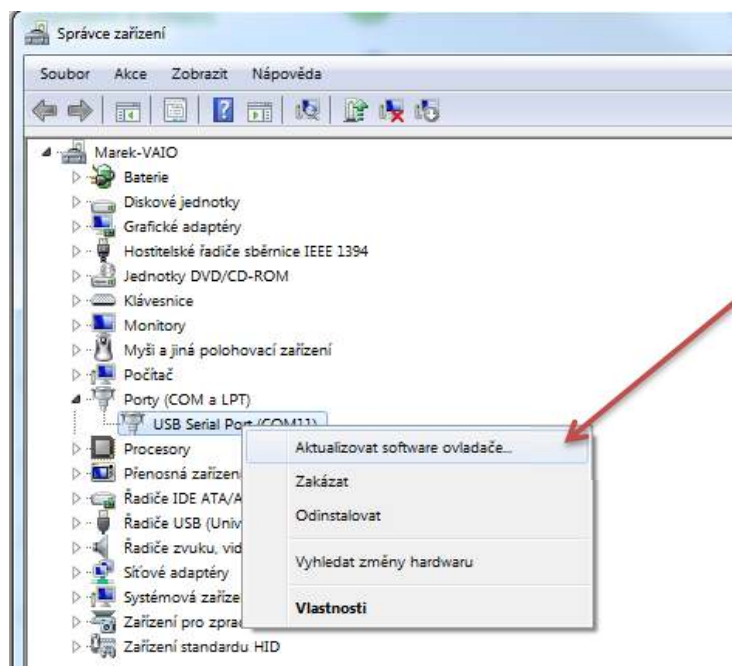 Správce zařízení
Soubor Akce Zobrazit Nápověda
Marek-VAIO
Baterie
Diskové jednotky
Grafické adaptéry
Hostitelské řadiče sběrnice IEEE 1394
Jednotky DVD/CD-ROM
Klávesnice
Monitory
Myši a jiná polohovací zařízení
Počítač
Porty (COM a LPT)
USB Serial Port (COM11)
Procesory
Přenosná zařízen
Řadiče IDE ATA/A
Řadiče USB (Univ
Řadiče zvuku, vid
Síťové adaptéry
Systémová zaříze
Zařízení pro zpra
Zařízení standardu HID
Aktualizovat software ovladače...
Zakázat
Odinstalovat
Vyhledat změny hardwaru
Vlastnosti